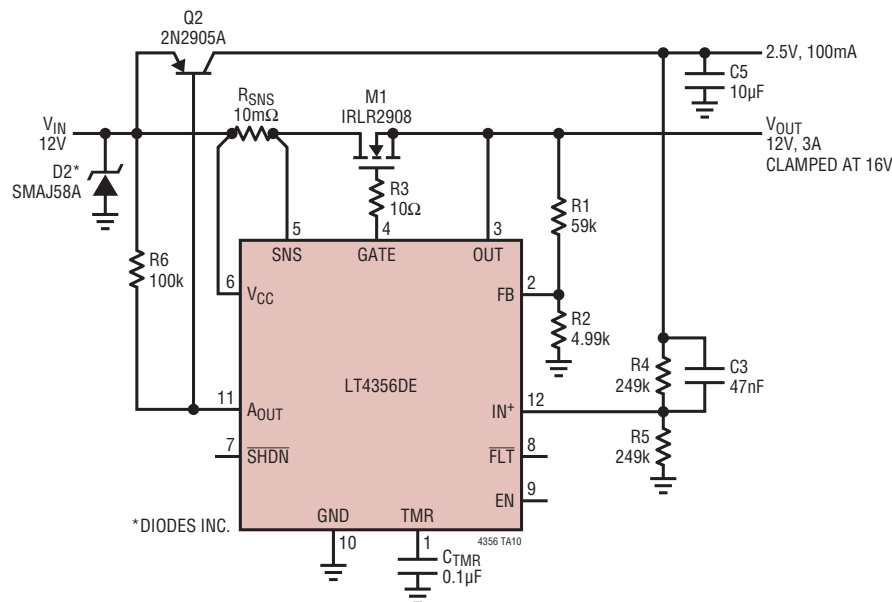 Q2
2N2905A
2.5V, 100mA
C5
10µF
RSNS
10mΩ
M1
IRLR2908
VIN
12V
VOUT
12V, 3A
CLAMPED AT 16V
D2*
SMAJ58A
R3
10Ω
R1
59k
5
4
3
SNS
GATE
OUT
R6
100k
6
VCC
FB
2
R2
4.99k
R4
249k
C3
47nF
LT4356DE
11
AOUT
IN+
12
R5
249k
7
SHDN
FLT
8
EN
9
*DIODES INC.
GND
TMR
4356 TA10
10
1
CTMR
0.1µF